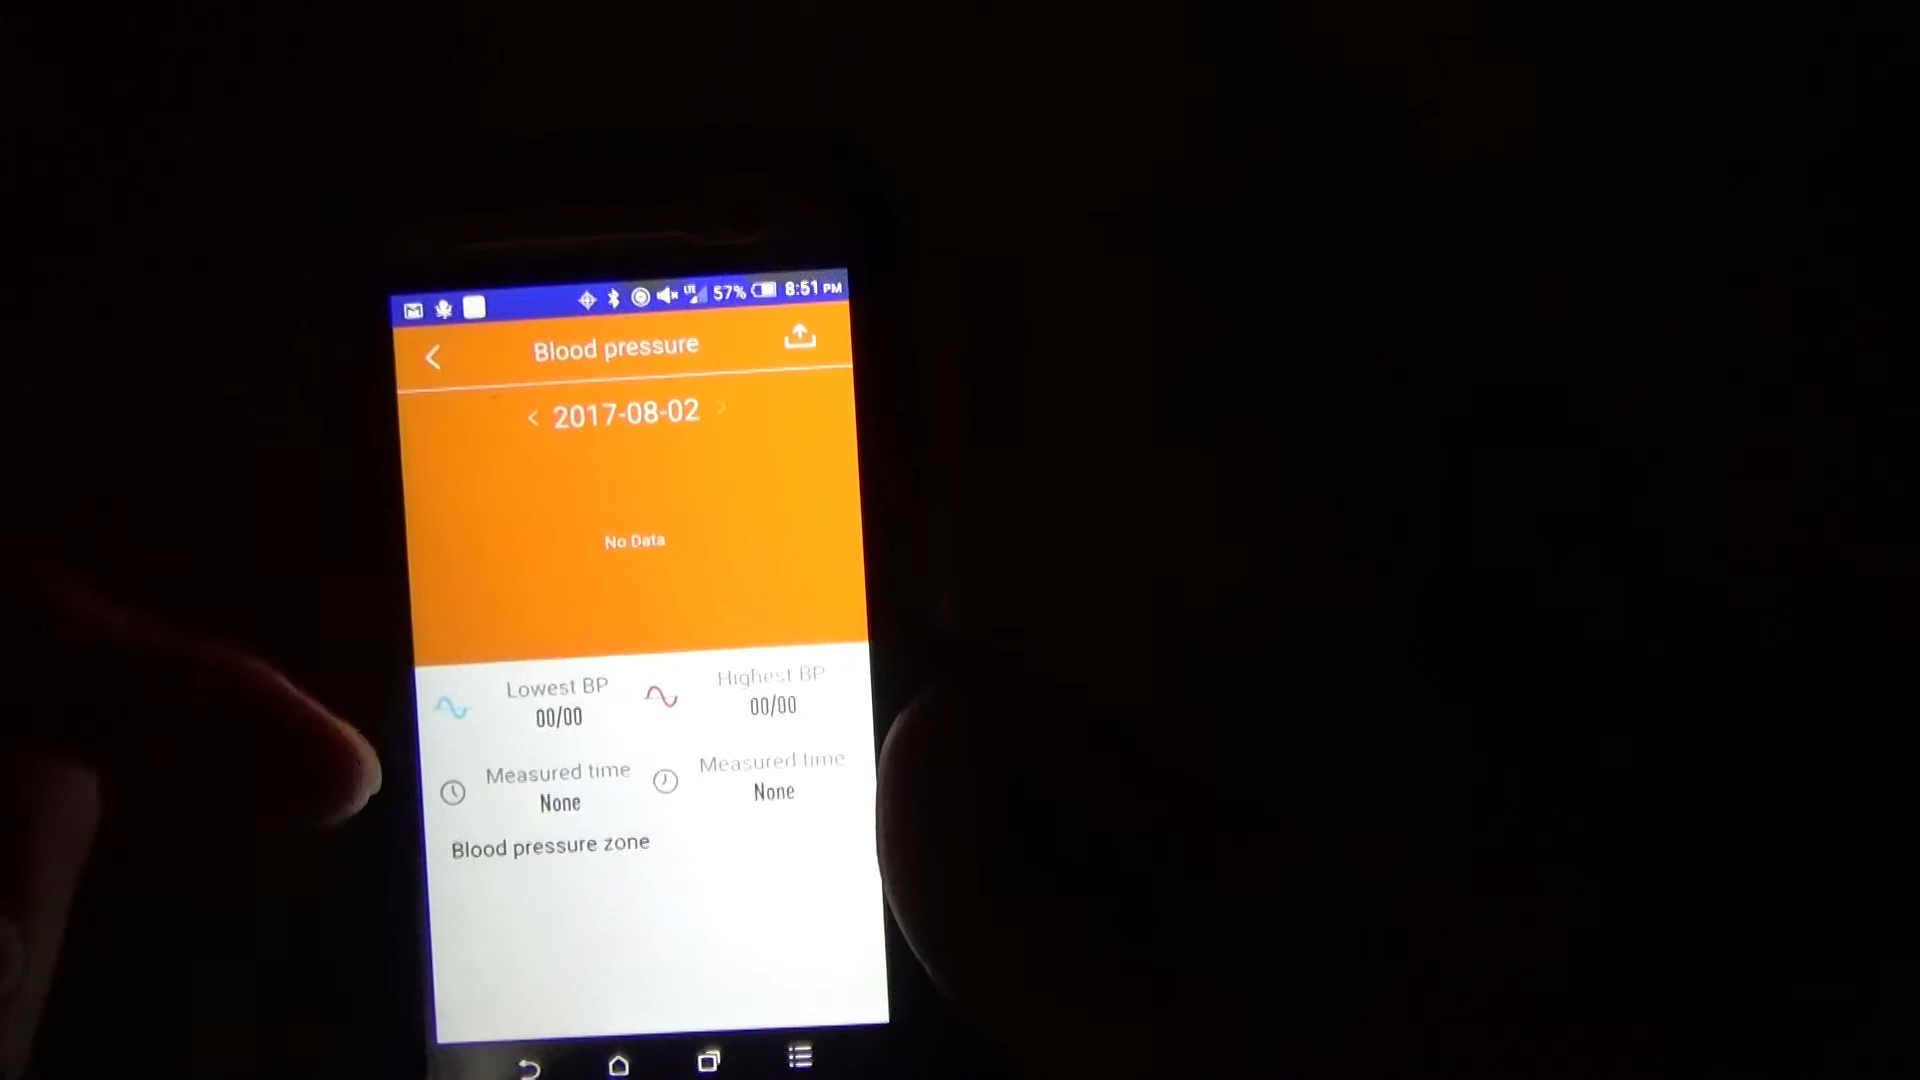 LTE 57% 8:51 PM
Blood pressure
< 2017-08-02 >
No Data
Lowest BP Highest BP
00/00 00/00
Measured time Measured time
None None
Blood pressure zone